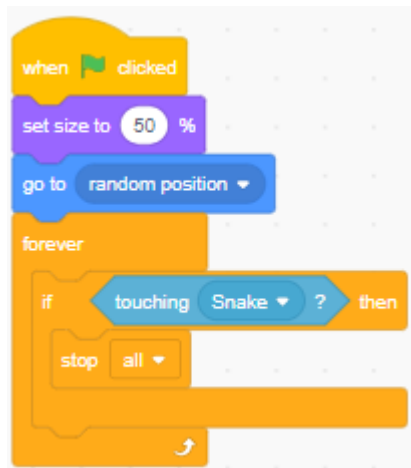 when clicked
set size to 50 %
go to random position
forever
if touching Snake ? then
stop all